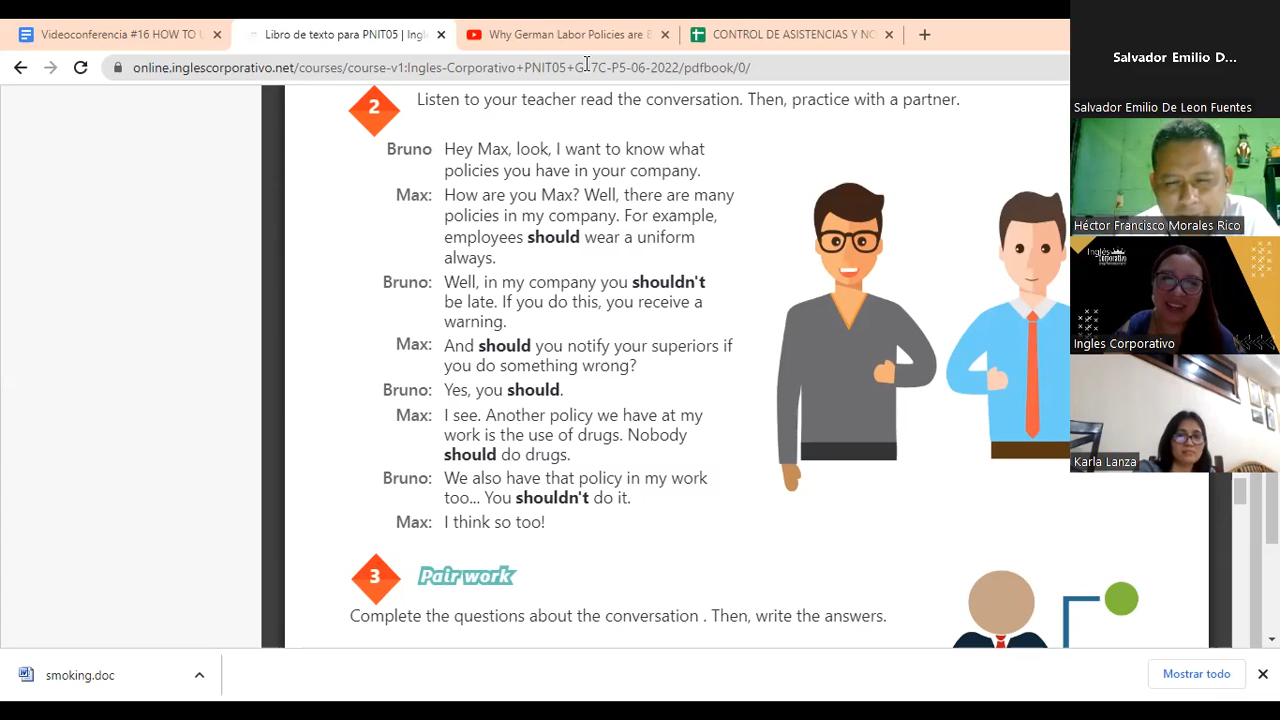 Videoconferencia #16 HOW TO U
Libro de texto para PNIT05 | Ingl
Why German Labor Policies are B
CONTROL DE ASISTENCIAS Y NO
online.inglescorporativo.net/courses/course-v1:Ingles-Corporativo+PNIT05+G 7C-P5-06-2022/pdfbook/0/
2
Listen to your teacher read the conversation. Then, practice with a partner.
Bruno Hey Max, look, I want to know what
policies you have in your company.
Max: How are you Max? Well, there are many
policies in my company. For example,
employees should wear a uniform
always.
Bruno: Well, in my company you shouldn't
be late. If you do this, you receive a
warning.
Max: And should you notify your superiors if
you do something wrong?
Bruno: Yes, you should.
Max: I see. Another policy we have at my
work is the use of drugs. Nobody
should do drugs.
Bruno: We also have that policy in my work
too... You shouldn't do it.
Max: I think so too!
3
Pair work
Complete the questions about the conversation . Then, write the answers.
smoking.doc
Mostrar todo
Salvador Emilio D...
Salvador Emilio De Leon Fuentes
Héctor Francisco Morales Rico
Inglés
Corporativo
Ingles Corporativo
Karla Lanza